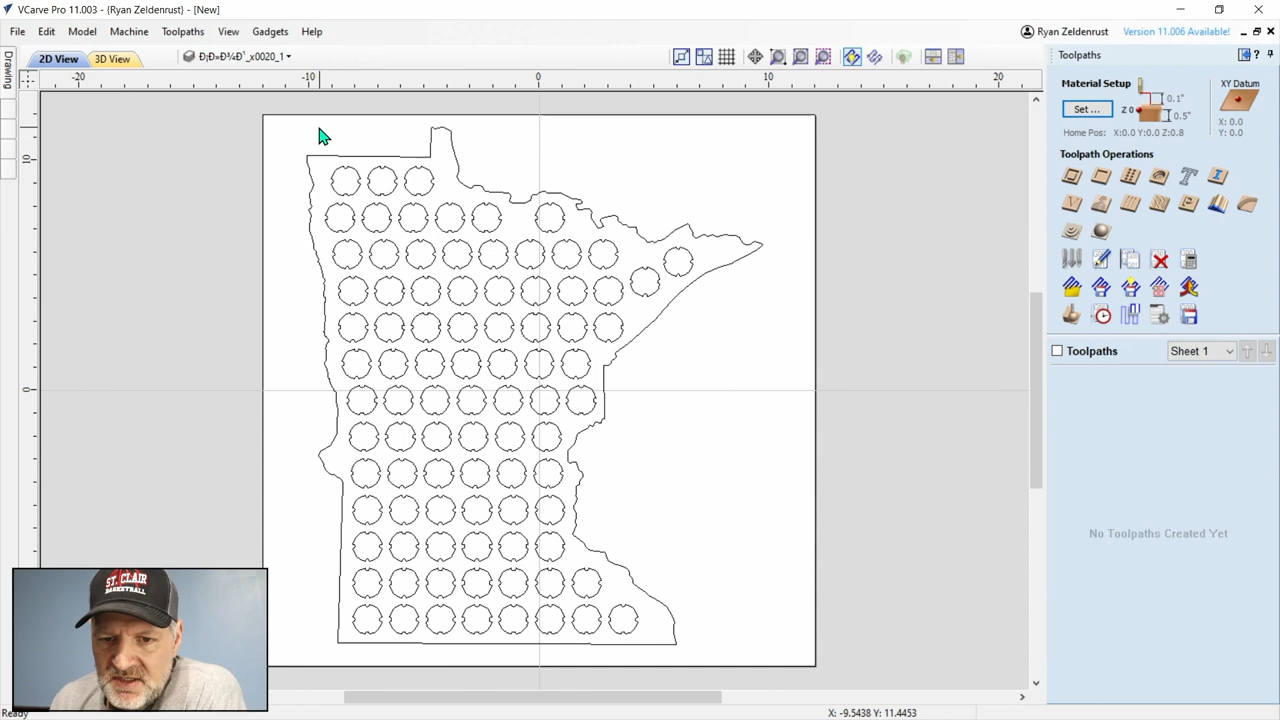 VCarve Pro 11.003 - {Ryan Zeldenrust} - [New]
File Edit Model Machine Toolpaths View Gadgets Help
Ryan Zeldenrust Version 11.006 Available!
2D View 3D View Ð¡Ð»Ð¾Ð¹_x0020_1
Toolpaths
Drawing
-20 -10 0 10 20
10
0
Material Setup
Set ...
Z 0
0.1"
0.5"
XY Datum
X: 0.0
Y: 0.0
Home Pos: X:0.0 Y:0.0 Z:0.8
Toolpath Operations
Toolpaths Sheet 1
No Toolpaths Created Yet
ST. CLAIR
BASKETBALL
Ready
X: -9.5438 Y: 11.4453